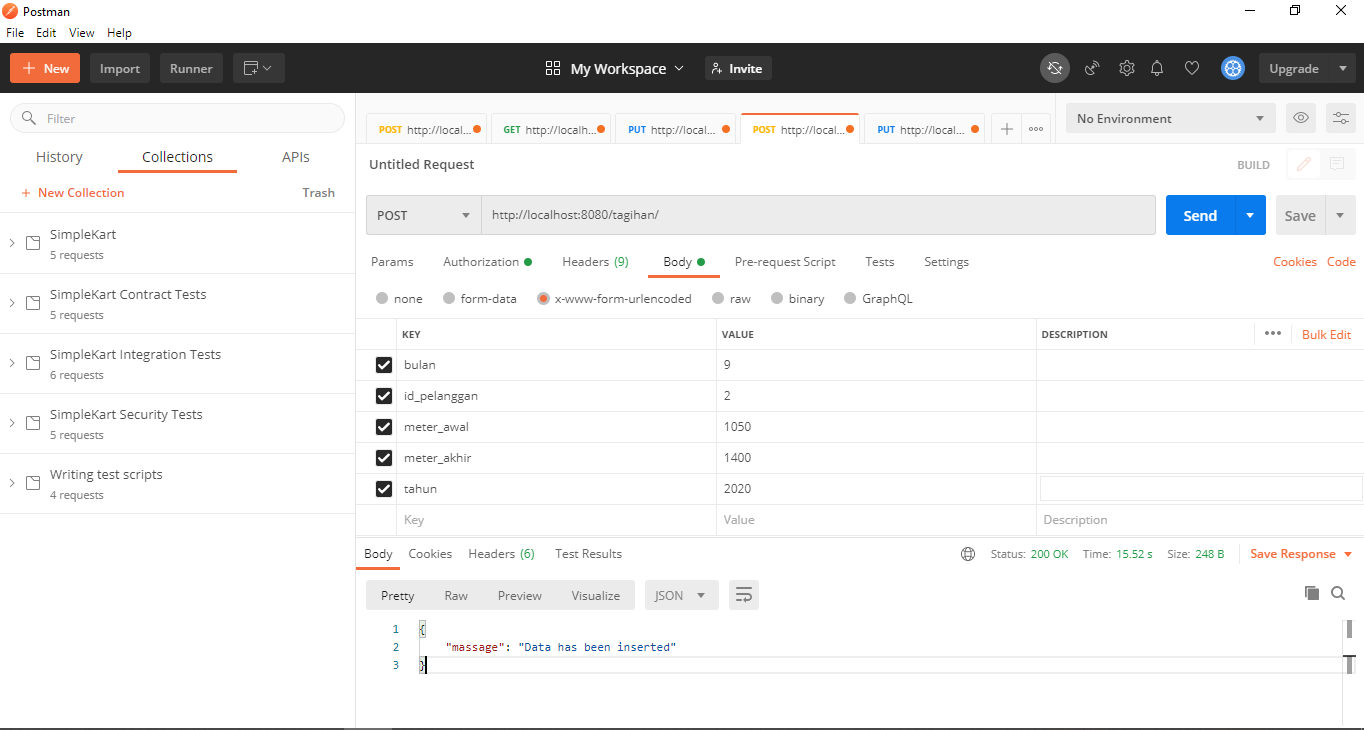 Postman
File Edit View Help
New Import Runner My Workspace Invite Upgrade
Filter
History Collections APIs
+ New Collection Trash
SimpleKart
5 requests
SimpleKart Contract Tests
5 requests
SimpleKart Integration Tests
6 requests
SimpleKart Security Tests
5 requests
Writing test scripts
4 requests
POST http://local... GET http://localh... PUT http://local... POST http://local... PUT http://local... No Environment
Untitled Request BUILD
POST http://localhost:8080/tagihan/ Send Save
Params Authorization Headers (9) Body Pre-request Script Tests Settings Cookies Code
none form-data x-www-form-urlencoded raw binary GraphQL
KEY VALUE DESCRIPTION Bulk Edit
bulan 9
id_pelanggan 2
meter_awal 1050
meter_akhir 1400
tahun 2020
Key Value Description
Body Cookies Headers (6) Test Results Status: 200 OK Time: 15.52 s Size: 248 B Save Response
Pretty Raw Preview Visualize JSON
1 {
2 "massage": "Data has been inserted"
3 }